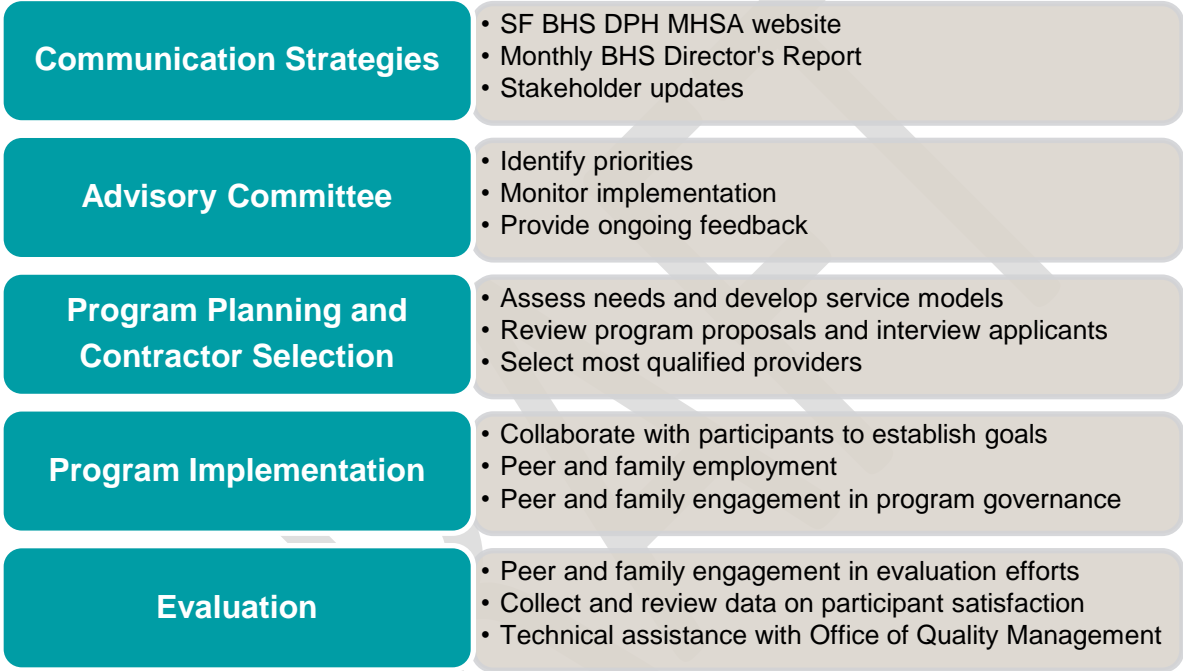 Communication Strategies
• SF BHS DPH MHSA website
• Monthly BHS Director's Report
• Stakeholder updates
Advisory Committee
• Identify priorities
• Monitor implementation
• Provide ongoing feedback
Program Planning and
Contractor Selection
• Assess needs and develop service models
• Review program proposals and interview applicants
• Select most qualified providers
Program Implementation
• Collaborate with participants to establish goals
• Peer and family employment
• Peer and family engagement in program governance
Evaluation
• Peer and family engagement in evaluation efforts
• Collect and review data on participant satisfaction
• Technical assistance with Office of Quality Management